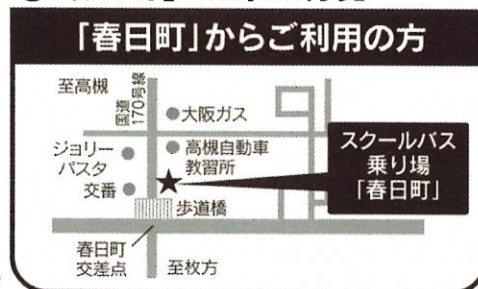 「春日町」からご利用の方
至高槻
国道
170号線
大阪ガス
ジョリー
パスタ
高槻自動車
教習所
交番
歩道橋
スクールバス
乗り場
「春日町」
春日町
交差点
至枚方